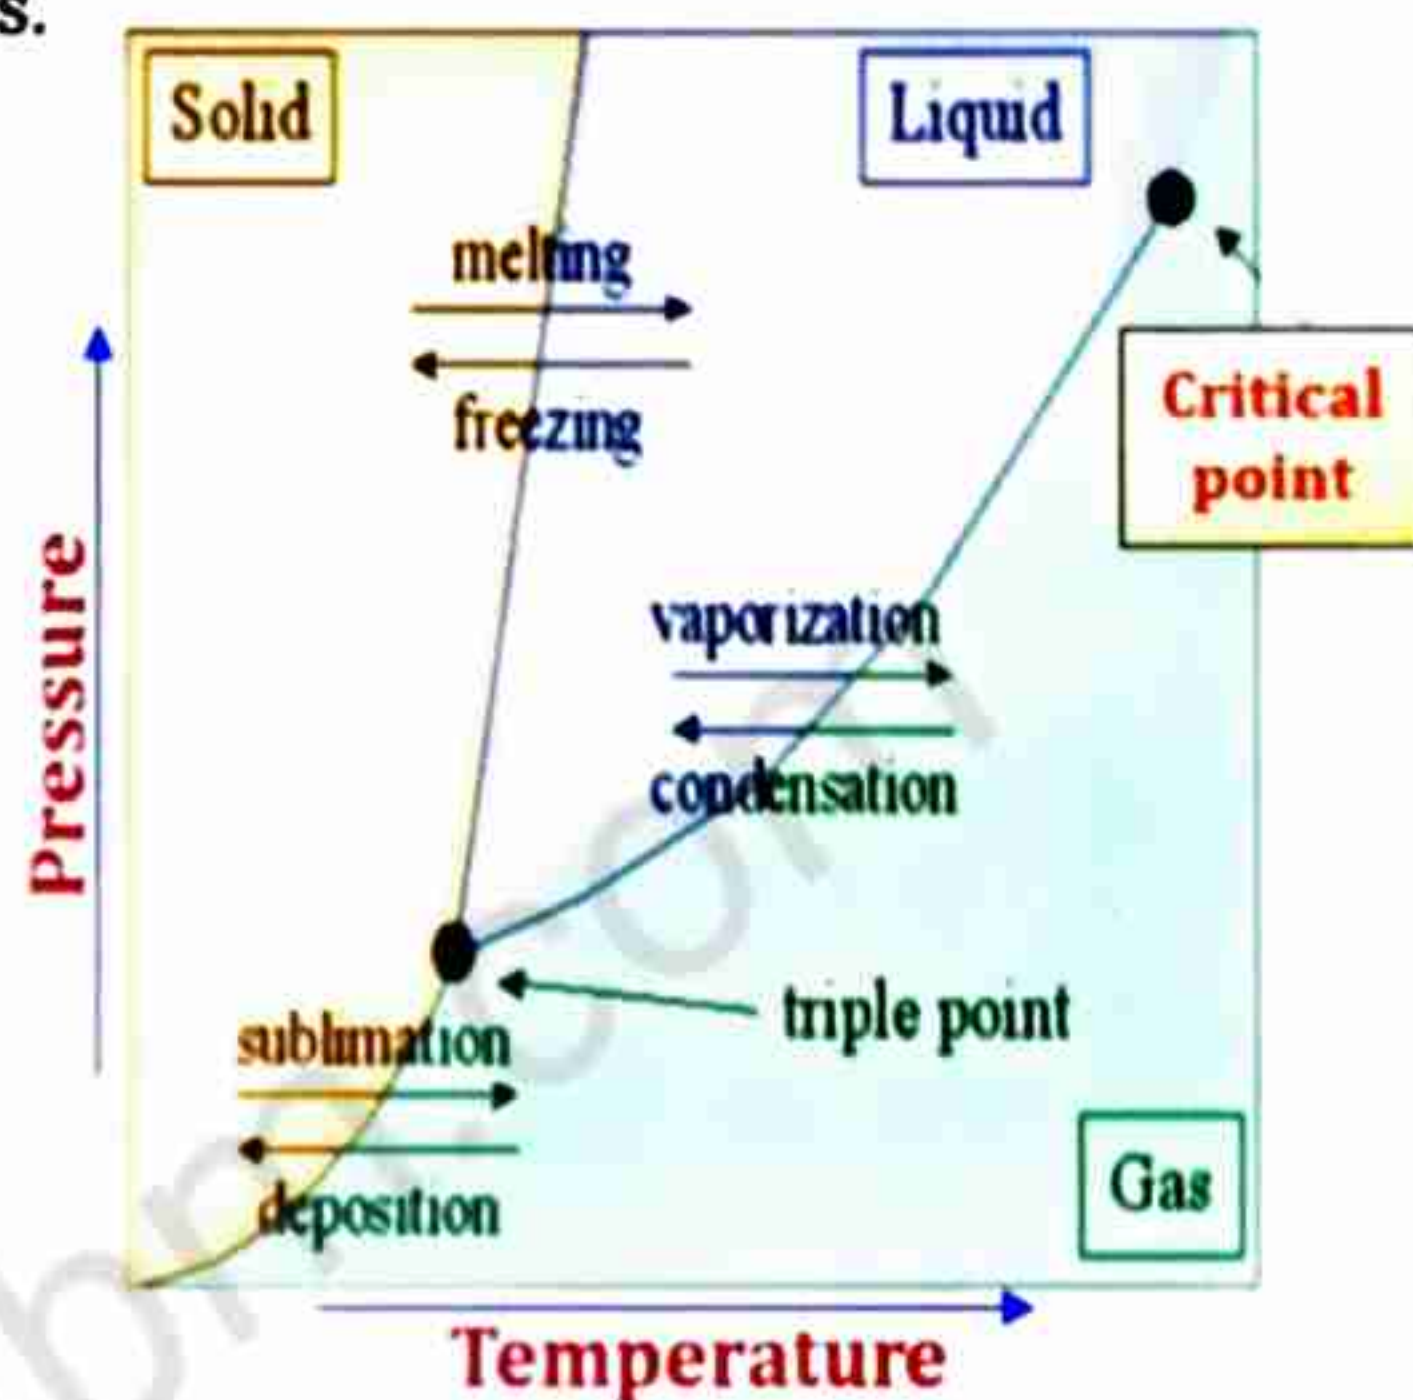 s.
Solid
Liquid
melting
freezing
Critical
point
vaporization
condensation
Pressure
triple point
sublimation
deposition
Gas
Temperature